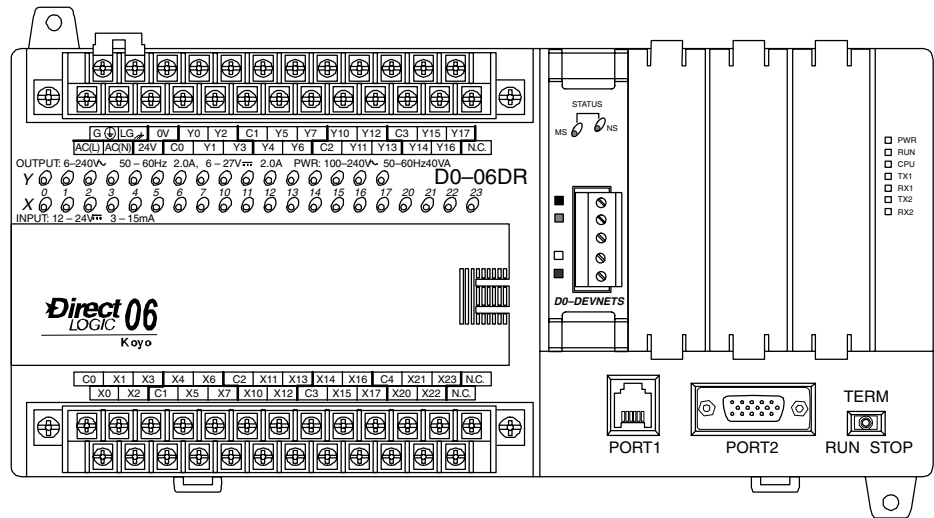 G LG 0V Y0 Y2 C1 Y5 Y7 Y10 Y12 C3 Y15 Y17
AC(L) AC(N) 24V C0 Y1 Y3 Y4 Y6 C2 Y11 Y13 Y14 Y16 N.C.
OUTPUT: 6–240V 50 – 60Hz 2.0A, 6 – 27V 2.0A PWR: 100–240V 50–60Hz40VA
Y D0–06DR
0 1 2 3 4 5 6 7 10 11 12 13 14 15 16 17 20 21 22 23
X
INPUT: 12 – 24V 3 – 15mA
Direct
LOGIC 06
Koyo
C0 X1 X3 X4 X6 C2 X11 X13 X14 X16 C4 X21 X23 N.C.
X0 X2 C1 X5 X7 X10 X12 C3 X15 X17 X20 X22 N.C.
STATUS
MS NS
D0–DEVNETS
PWR
RUN
CPU
TX1
RX1
TX2
RX2
PORT1
PORT2
TERM
RUN STOP